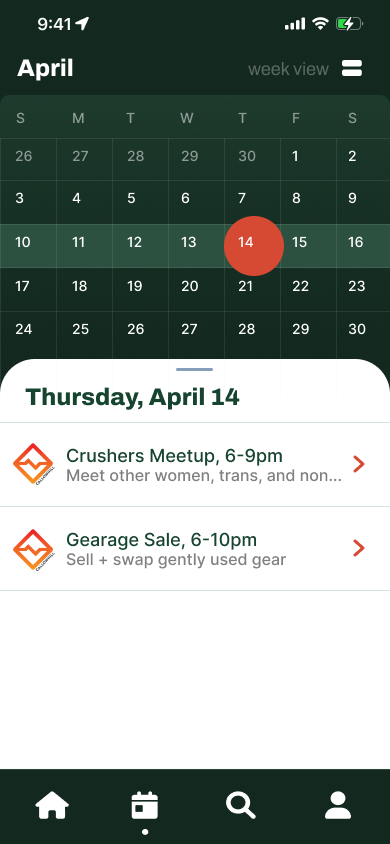 9:41
April
week view
S M T W T F S
26 27 28 29 30 1 2
3 4 5 6 7 8 9
10 11 12 13 14 15 16
17 18 19 20 21 22 23
24 25 26 27 28 29 30
Thursday, April 14
Crushers Meetup, 6-9pm
Meet other women, trans, and non...
Gearage Sale, 6-10pm
Sell + swap gently used gear